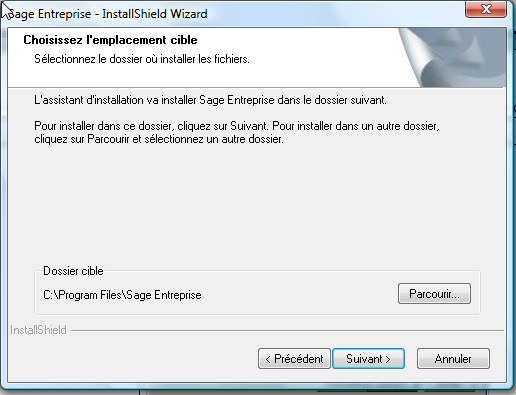 Sage Entreprise - InstallShield Wizard
Choisissez l'emplacement cible
Sélectionnez le dossier où installer les fichiers.
L'assistant d'installation va installer Sage Entreprise dans le dossier suivant.
Pour installer dans ce dossier, cliquez sur Suivant. Pour installer dans un autre dossier,
cliquez sur Parcourir et sélectionnez un autre dossier.
Dossier cible
C:\Program Files\Sage Entreprise
Parcourir...
InstallShield
< Précédent
Suivant >
Annuler